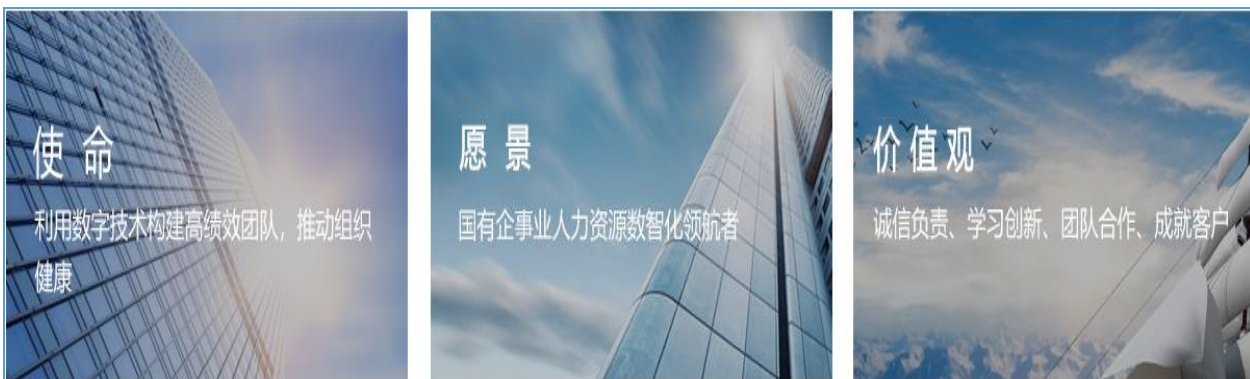 使命
利用数字技术构建高绩效团队，推动组织
健康
愿景
国有企事业人力资源数智化领航者
价值观
诚信负责、学习创新、团队合作、成就客户